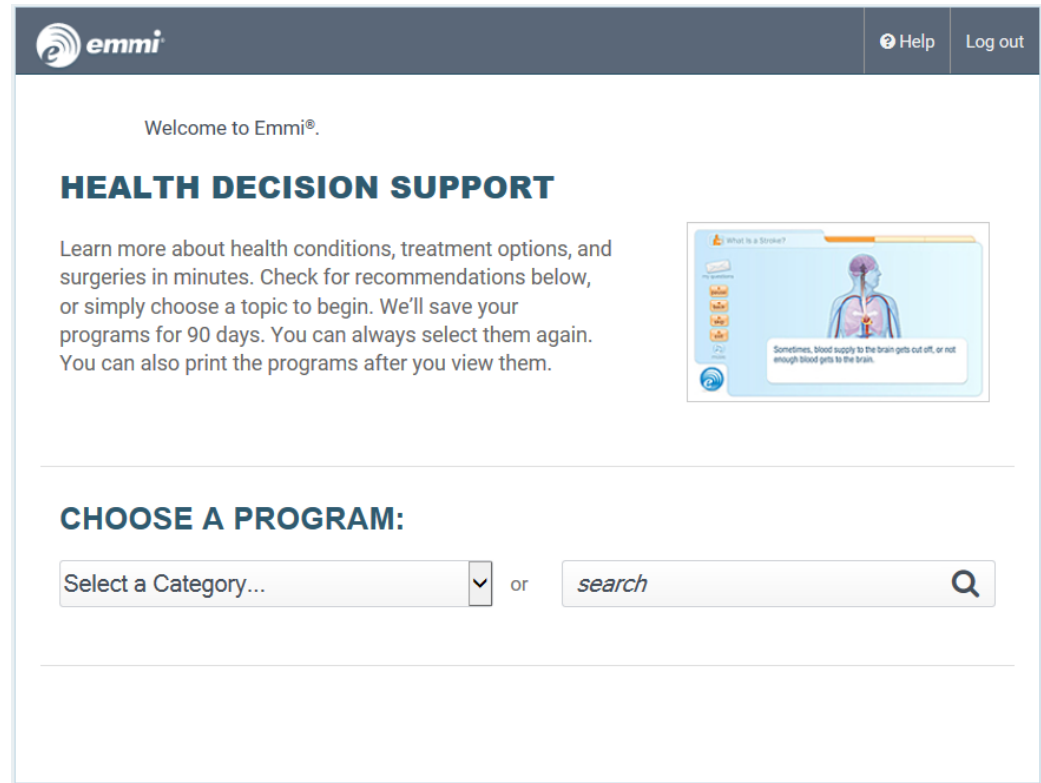 emmi
Help
Log out
Welcome to Emmi®.
HEALTH DECISION SUPPORT
Learn more about health conditions, treatment options, and
surgeries in minutes. Check for recommendations below,
or simply choose a topic to begin. We’ll save your
programs for 90 days. You can always select them again.
You can also print the programs after you view them.
What Is a Stroke?
my questions
Sometimes, blood supply to the brain gets cut off, or not
enough blood gets to the brain.
CHOOSE A PROGRAM:
Select a Category...
or
search